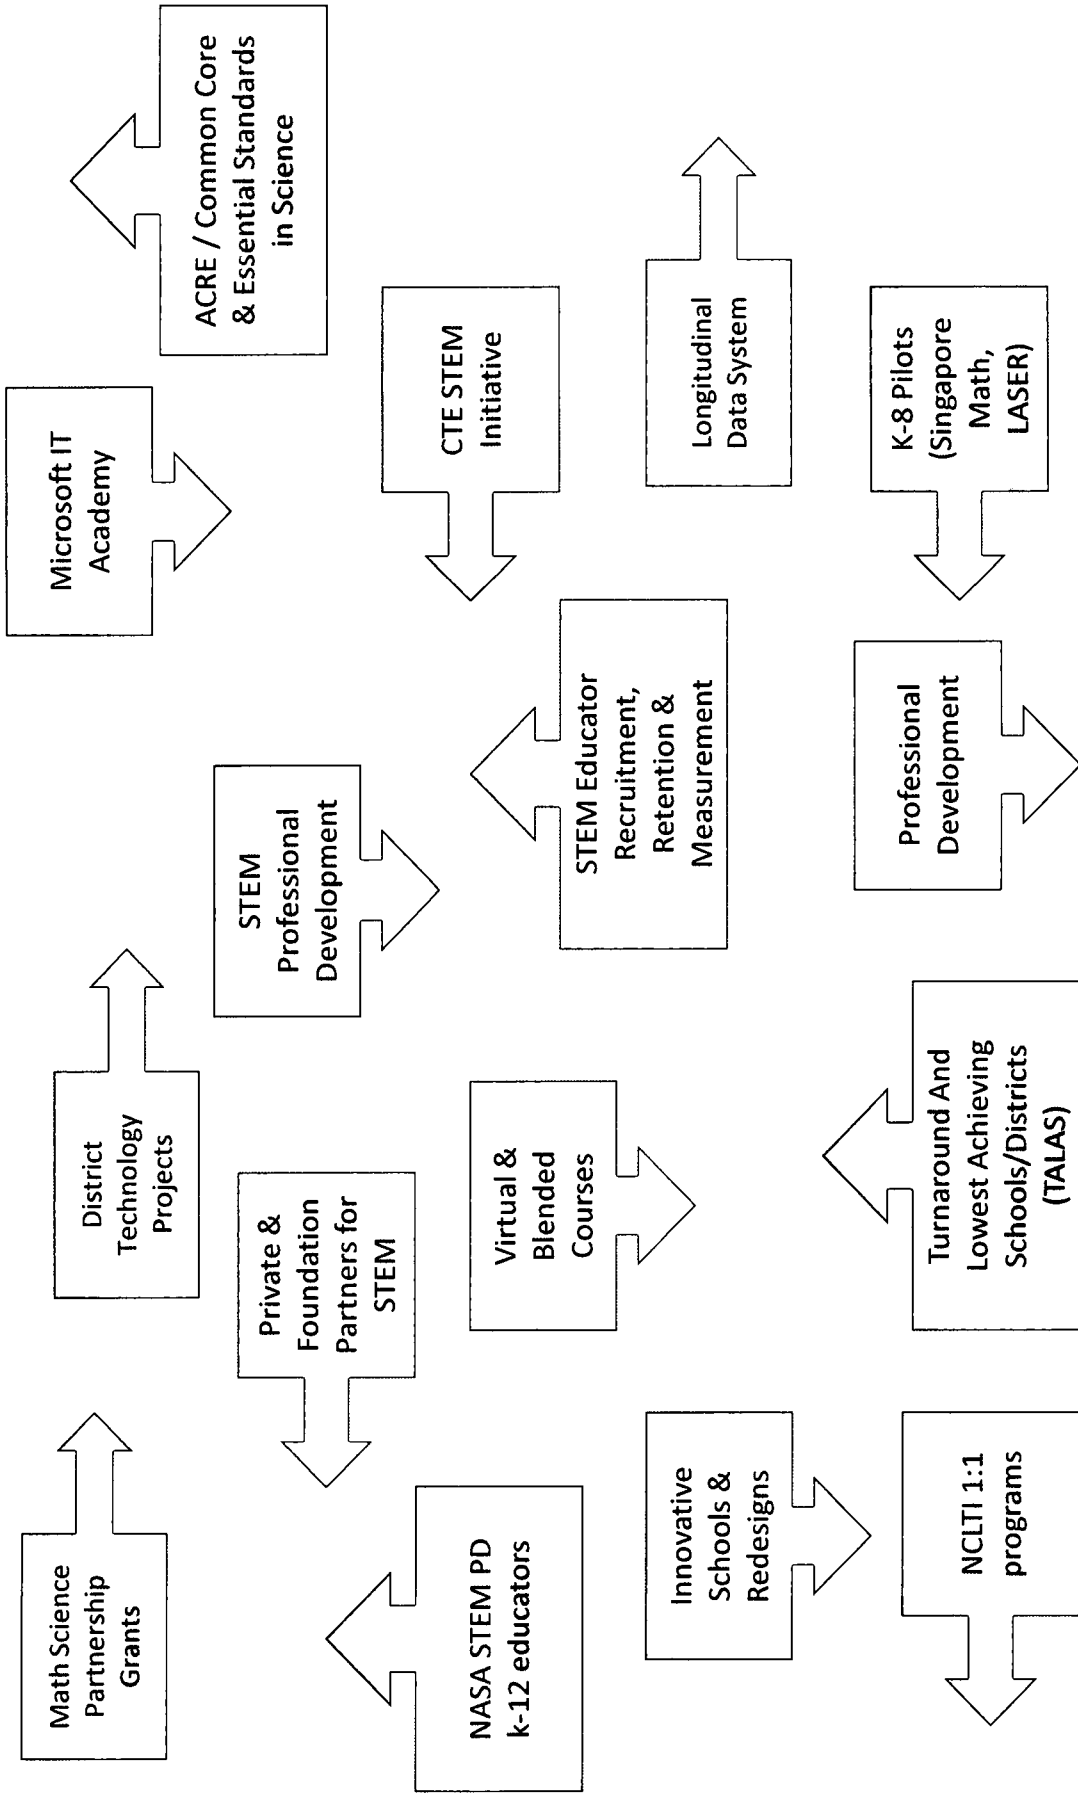 Math Science
Partnership
Grants
District
Technology
Projects
Microsoft IT
Academy
ACRE / Common Core
& Essential Standards
in Science
Private &
Foundation
Partners for
STEM
STEM
Professional
Development
CTE STEM
Initiative
NASA STEM PD
k-12 educators
Virtual &
Blended
Courses
STEM Educator
Recruitment,
Retention &
Measurement
Longitudinal
Data System
Innovative
Schools &
Redesigns
NCLTI 1:1
programs
Turnaround And
Lowest Achieving
Schools/Districts
(TALAS)
Professional
Development
K-8 Pilots
(Singapore
Math,
LASER)